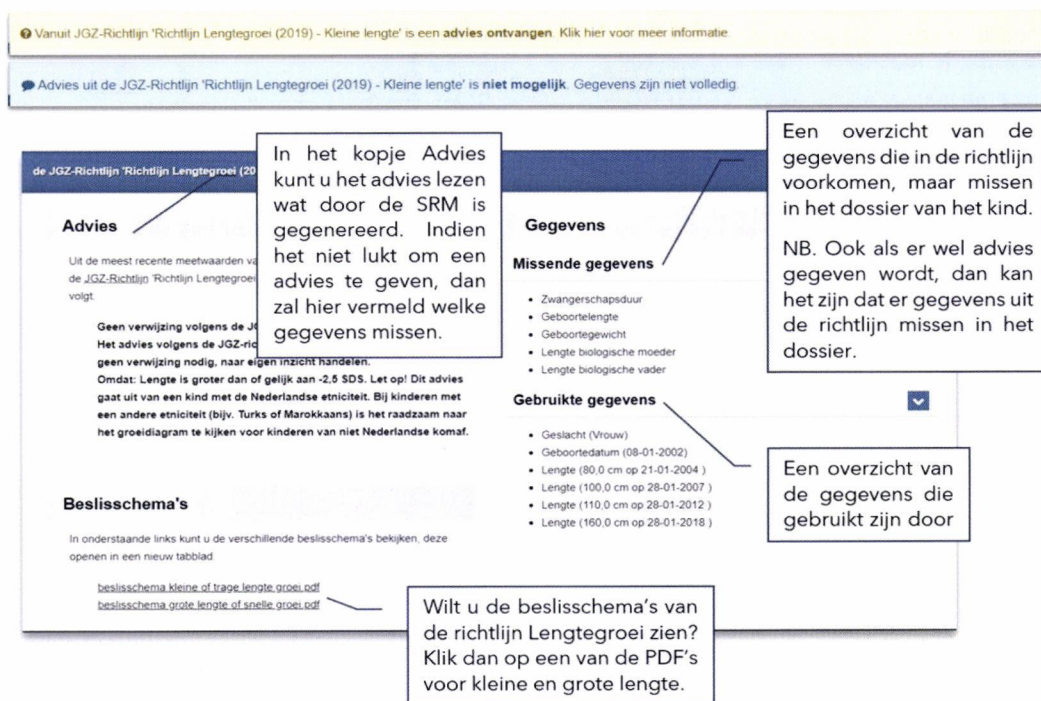 Vanuit JGZ-Richtlijn 'Richtlijn Lengtegroei (2019) - Kleine lengte' is een advies ontvangen. Klik hier voor meer informatie.
Advies uit de JGZ-Richtlijn 'Richtlijn Lengtegroei (2019) - Kleine lengte' is niet mogelijk. Gegevens zijn niet volledig.
de JGZ-Richtlijn 'Richtlijn Lengtegroei (20
In het kopje Advies
kunt u het advies lezen
wat door de SRM is
gegenereerd. Indien
het niet lukt om een
advies te geven, dan
zal hier vermeld welke
gegevens missen.
Een overzicht van de
gegevens die in de richtlijn
voorkomen, maar missen
in het dossier van het kind.
NB. Ook als er wel advies
gegeven wordt, dan kan
het zijn dat er gegevens uit
de richtlijn missen in het
dossier.
Advies
Uit de meest recente meetwaarden va
de JGZ-Richtlijn 'Richtlijn Lengtegroei
volgt
Geen verwijzing volgens de JG
Het advies volgens de JGZ-ric
geen verwijzing nodig, naar eigen inzicht handelen.
Omdat: Lengte is groter dan of gelijk aan -2,5 SDS. Let op! Dit advies
gaat uit van een kind met de Nederlandse etniciteit. Bij kinderen met
een andere etniciteit (bijv. Turks of Marokkaans) is het raadzaam naar
het groeidiagram te kijken voor kinderen van niet Nederlandse komaf.
Beslisschema's
In onderstaande links kunt u de verschillende beslisschema's bekijken, deze
openen in een nieuw tabblad
beslisschema kleine of trage lengte groei.pdf
beslisschema grote lengte of snelle groei.pdf
Gegevens
Missende gegevens
Zwangerschapsduur
Geboortelengte
Geboortegewicht
Lengte biologische moeder
Lengte biologische vader
Gebruikte gegevens
Geslacht (Vrouw)
Geboortedatum (08-01-2002)
Lengte (80,0 cm op 21-01-2004 )
Lengte (100,0 cm op 28-01-2007 )
Lengte (110,0 cm op 28-01-2012 )
Lengte (160,0 cm op 28-01-2018 )
Een overzicht van
de gegevens die
gebruikt zijn door
Wilt u de beslisschema's van
de richtlijn Lengtegroei zien?
Klik dan op een van de PDF's
voor kleine en grote lengte.